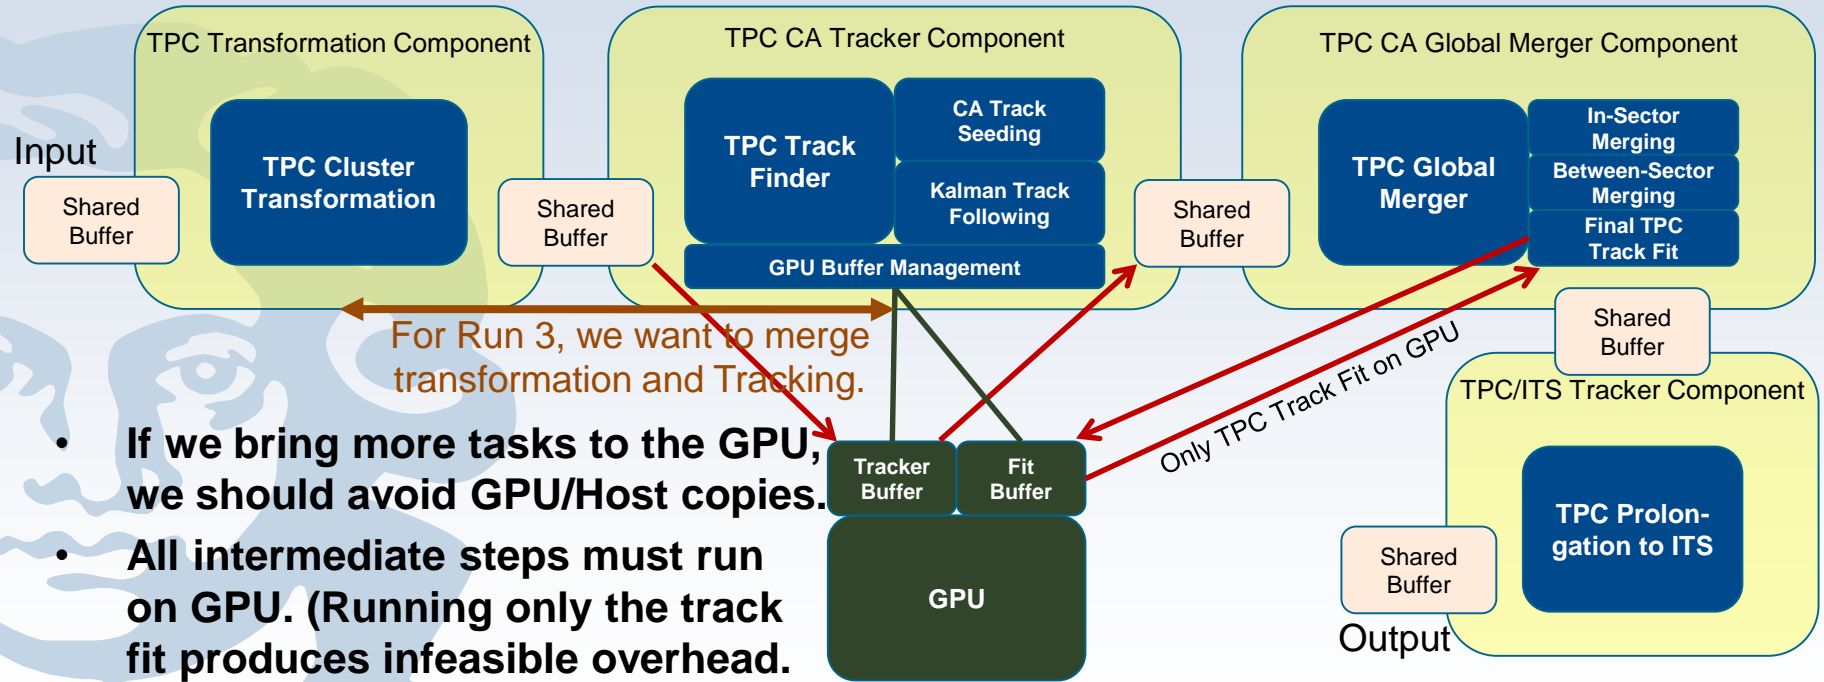 TPC Transformation Component
TPC CA Tracker Component
TPC CA Global Merger Component
Input
Shared
Buffer
TPC Cluster
Transformation
Shared
Buffer
TPC Track
Finder
CA Track
Seeding
Kalman Track
Following
GPU Buffer Management
Shared
Buffer
TPC Global
Merger
In-Sector
Merging
Between-Sector
Merging
Final TPC
Track Fit
For Run 3, we want to merge
transformation and Tracking.
Only TPC Track Fit on GPU
Shared
Buffer
TPC/ITS Tracker Component
• If we bring more tasks to the GPU,
we should avoid GPU/Host copies.
• All intermediate steps must run
on GPU. (Running only the track
fit produces infeasible overhead.
Tracker
Buffer
Fit
Buffer
GPU
TPC Prolon-
gation to ITS
Shared
Buffer
Output